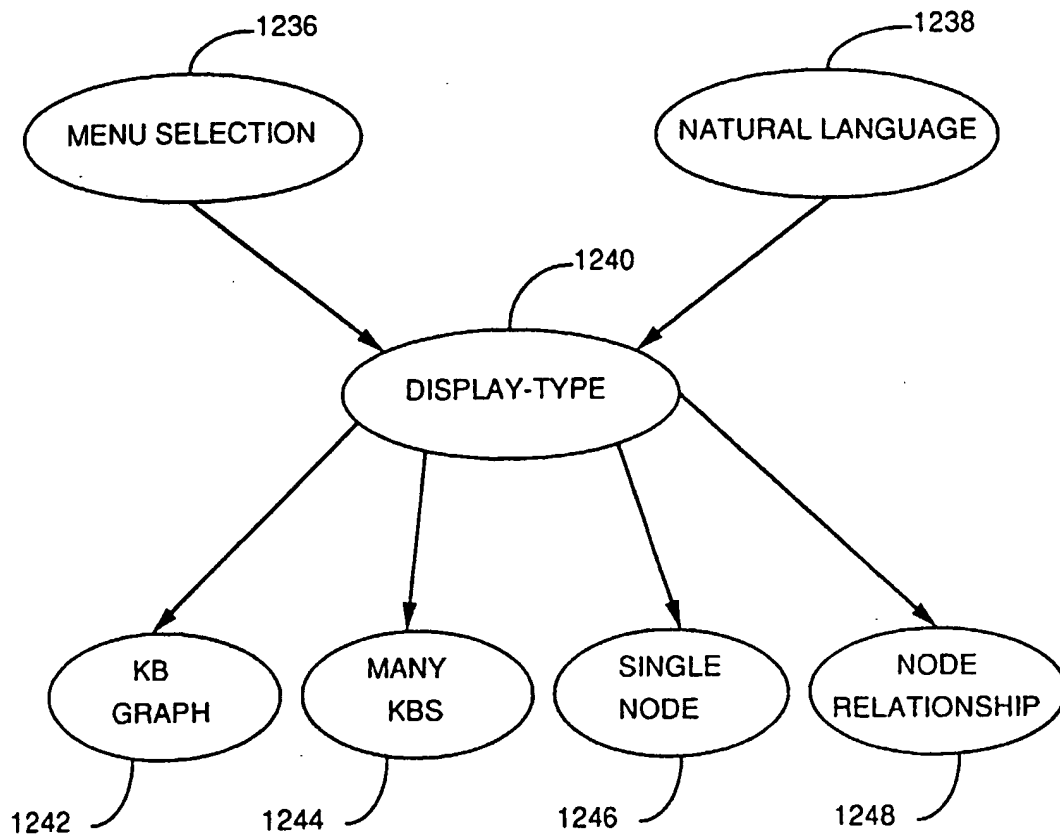 1236
1238
MENU SELECTION
NATURAL LANGUAGE
1240
DISPLAY-TYPE
KB
GRAPH
MANY
KBS
SINGLE
NODE
NODE
RELATIONSHIP
1242
1244
1246
1248